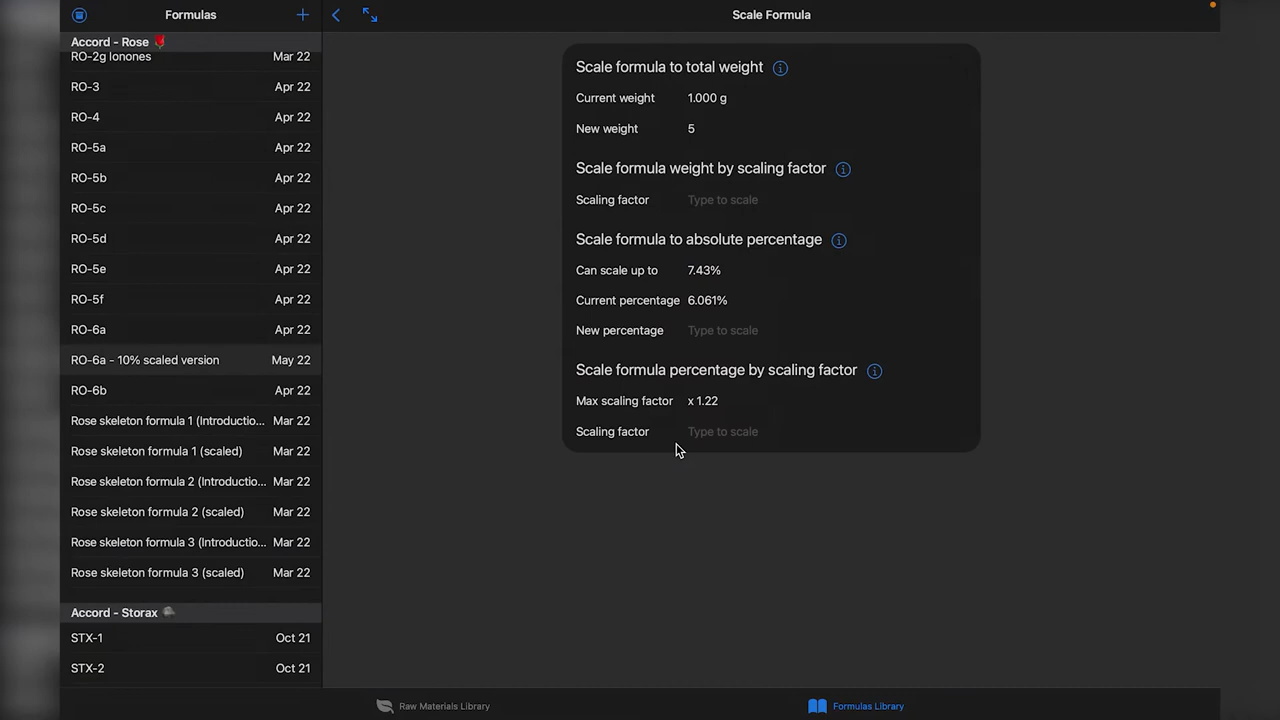 Formulas
Accord - Rose
RO-2g Ionones Mar 22
RO-3 Apr 22
RO-4 Apr 22
RO-5a Apr 22
RO-5b Apr 22
RO-5c Apr 22
RO-5d Apr 22
RO-5e Apr 22
RO-5f Apr 22
RO-6a Apr 22
RO-6a - 10% scaled version May 22
RO-6b Apr 22
Rose skeleton formula 1 (Introductio... Mar 22
Rose skeleton formula 1 (scaled) Mar 22
Rose skeleton formula 2 (Introductio... Mar 22
Rose skeleton formula 2 (scaled) Mar 22
Rose skeleton formula 3 (Introductio... Mar 22
Rose skeleton formula 3 (scaled) Mar 22
Accord - Storax
STX-1 Oct 21
STX-2 Oct 21
Scale Formula
Scale formula to total weight
Current weight 1.000 g
New weight 5
Scale formula weight by scaling factor
Scaling factor Type to scale
Scale formula to absolute percentage
Can scale up to 7.43%
Current percentage 6.061%
New percentage Type to scale
Scale formula percentage by scaling factor
Max scaling factor x 1.22
Scaling factor Type to scale
Raw Materials Library
Formulas Library